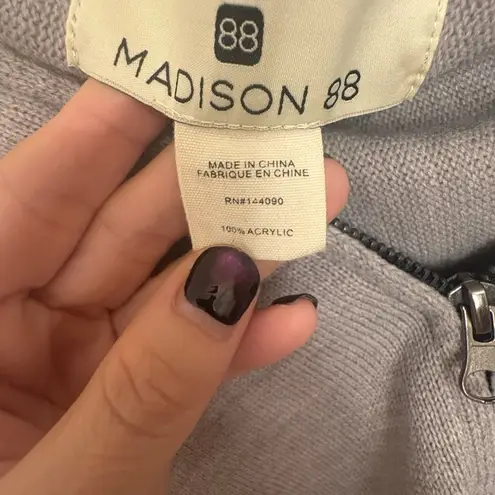 88
MADISON 88
MADE IN CHINA
FABRIQUE EN CHINE
RN#144090
100% ACRYLIC